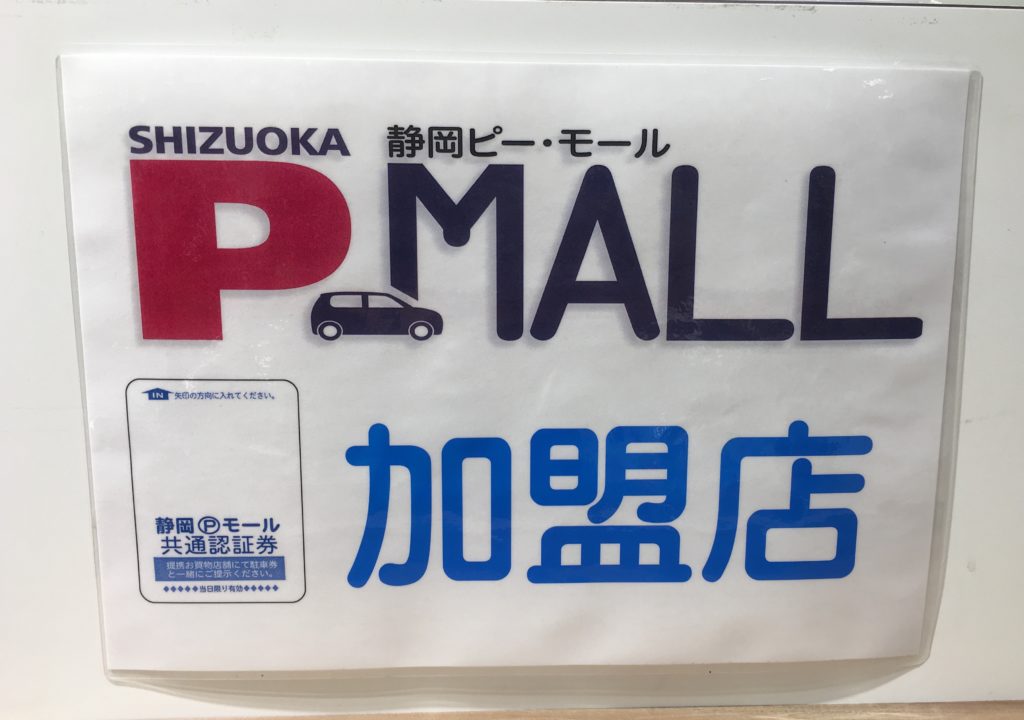 SHIZUOKA
静岡ピー・モール
P.MALL
IN 矢印の方向に入れてください。
静岡Ⓟモール
共通認証券
提携お買物店舗にて駐車券
と一緒にご提示ください。
◆◆◆◆◆当日限り有効◆◆◆◆◆
加盟店